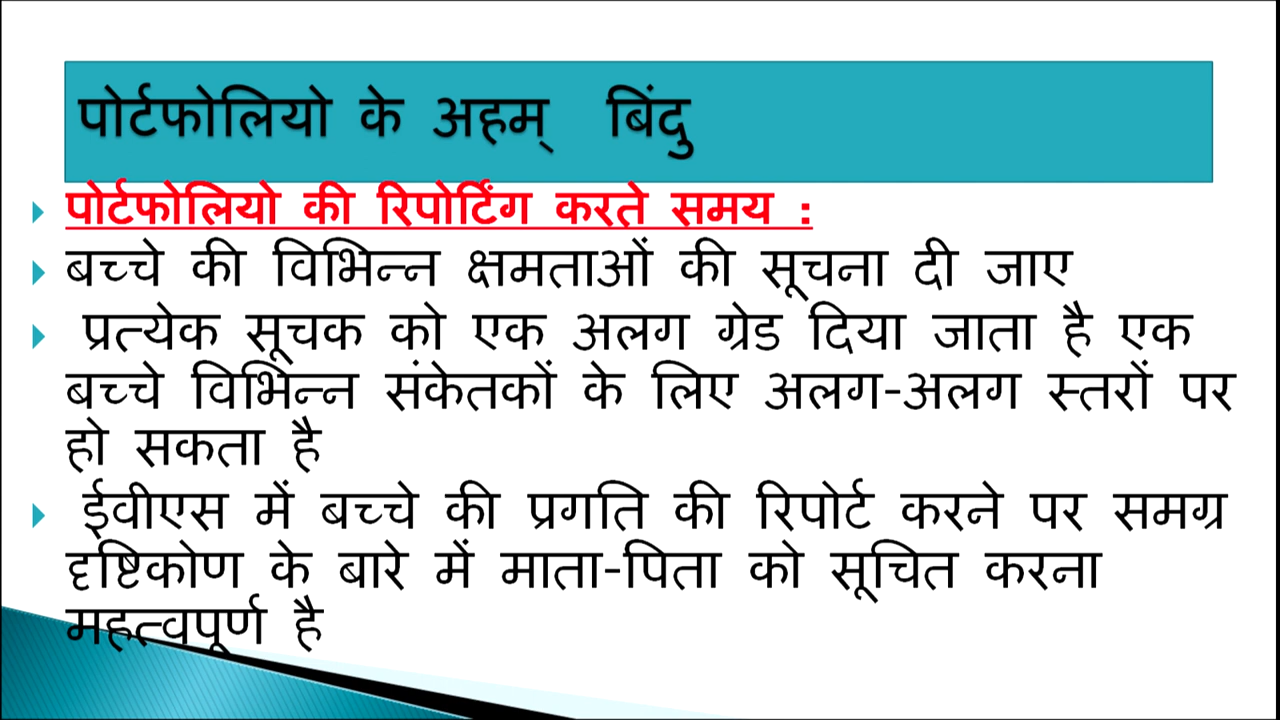 पोर्टफोलियो के अहम् बिंदु
पोर्टफोलियो की रिपोर्टिंग करते समय :
बच्चे की विभिन्न क्षमताओं की सूचना दी जाए
प्रत्येक सूचक को एक अलग ग्रेड दिया जाता है एक
बच्चे विभिन्न संकेतकों के लिए अलग-अलग स्तरों पर
हो सकता है
ईवीएस में बच्चे की प्रगति की रिपोर्ट करने पर समग्र
दृष्टिकोण के बारे में माता-पिता को सूचित करना
महत्वपूर्ण है